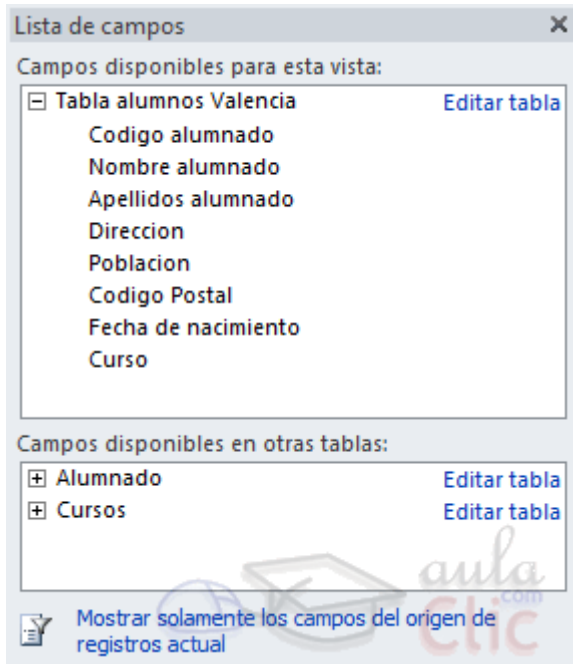 Lista de campos
Campos disponibles para esta vista:
Tabla alumnos Valencia Editar tabla
Codigo alumnado
Nombre alumnado
Apellidos alumnado
Direccion
Poblacion
Codigo Postal
Fecha de nacimiento
Curso
Campos disponibles en otras tablas:
Alumnado Editar tabla
Cursos Editar tabla
aula
.com
Clic
Mostrar solamente los campos del origen de
registros actual